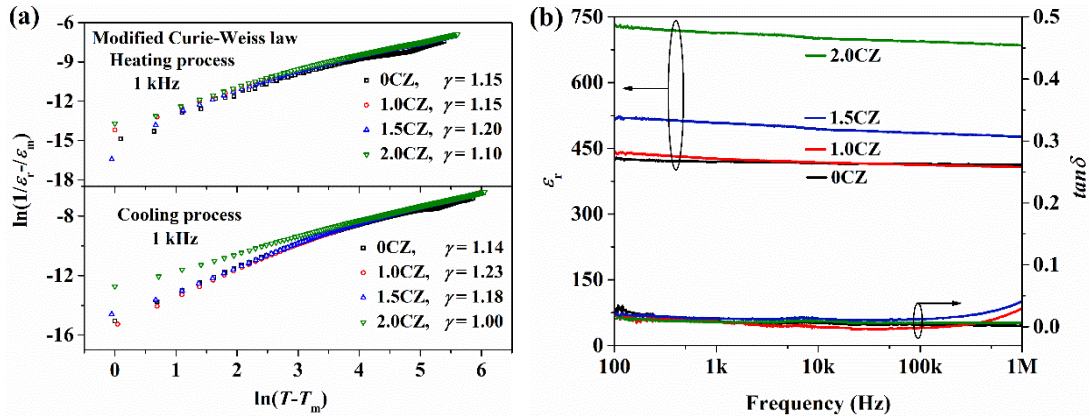 (a)
-6
-9
-12
-15
-18
Modified Curie-Weiss law
Heating process
1 kHz
0CZ, γ = 1.15
1.0CZ, γ = 1.15
1.5CZ, γ = 1.20
2.0CZ, γ = 1.10
ln(1/εr-/εm)
-8
-12
-16
Cooling process
1 kHz
0CZ, γ = 1.14
1.0CZ, γ = 1.23
1.5CZ, γ = 1.18
2.0CZ, γ = 1.00
0 1 2 3 4 5 6
ln(T-Tm)
(b)
750
675
600
525
450
375
300
225
150
75
0
εr
2.0CZ
1.5CZ
1.0CZ
0CZ
0.5
0.4
0.3
0.2
0.1
0.0
tanδ
100 1k 10k 100k 1M
Frequency (Hz)